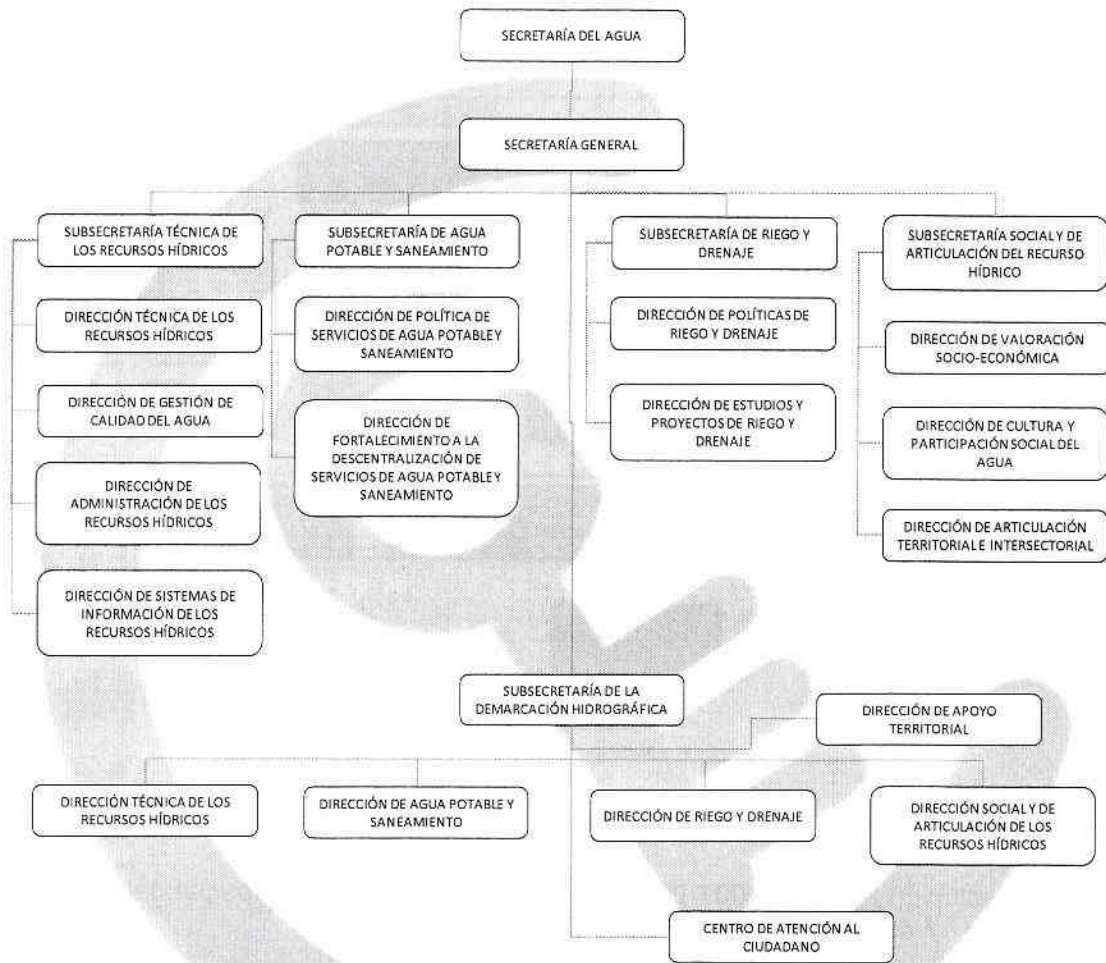 SECRETARÍA DEL AGUA
SECRETARÍA GENERAL
SUBSECRETARÍA TÉCNICA DE
LOS RECURSOS HÍDRICOS
DIRECCIÓN TÉCNICA DE LOS
RECURSOS HÍDRICOS
DIRECCIÓN DE GESTIÓN DE
CALIDAD DEL AGUA
DIRECCIÓN DE
ADMINISTRACIÓN DE LOS
RECURSOS HÍDRICOS
DIRECCIÓN DE SISTEMAS DE
INFORMACIÓN DE LOS
RECURSOS HÍDRICOS
SUBSECRETARÍA DE AGUA
POTABLE Y SANEAMIENTO
DIRECCIÓN DE POLÍTICA DE
SERVICIOS DE AGUA POTABLE Y
SANEAMIENTO
DIRECCIÓN DE
FORTALECIMIENTO A LA
DESCENTRALIZACIÓN DE
SERVICIOS DE AGUA POTABLE Y
SANEAMIENTO
SUBSECRETARÍA DE RIEGO Y
DRENAJE
DIRECCIÓN DE POLÍTICAS DE
RIEGO Y DRENAJE
DIRECCIÓN DE ESTUDIOS Y
PROYECTOS DE RIEGO Y
DRENAJE
SUBSECRETARÍA SOCIAL Y DE
ARTICULACIÓN DEL RECURSO
HÍDRICO
DIRECCIÓN DE VALORACIÓN
SOCIO-ECONÓMICA
DIRECCIÓN DE CULTURA Y
PARTICIPACIÓN SOCIAL DEL
AGUA
DIRECCIÓN DE ARTICULACIÓN
TERRITORIAL E INTERSECTORIAL
SUBSECRETARÍA DE LA
DEMARCACIÓN HIDROGRÁFICA
DIRECCIÓN DE APOYO
TERRITORIAL
DIRECCIÓN TÉCNICA DE LOS
RECURSOS HÍDRICOS
DIRECCIÓN DE AGUA POTABLE Y
SANEAMIENTO
DIRECCIÓN DE RIEGO Y DRENAJE
DIRECCIÓN SOCIAL Y DE
ARTICULACIÓN DE LOS
RECURSOS HÍDRICOS
CENTRO DE ATENCIÓN AL
CIUDADANO